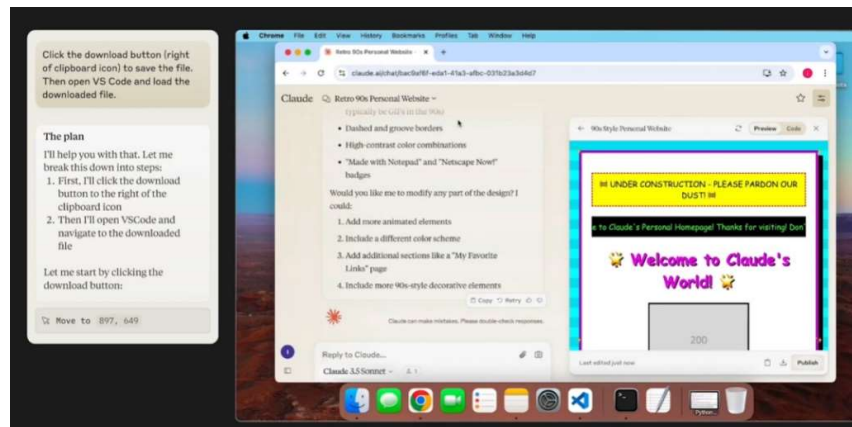 Click the download button (right
of clipboard icon) to save the file.
Then open VS Code and load the
downloaded file.
The plan
I'll help you with that. Let me
break this down into steps:
1. First, I'll click the download
button to the right of the
clipboard icon
2. Then I'll open VSCode and
navigate to the downloaded
file
Let me start by clicking the
download button:
Move to 897, 649
Chrome File Edit View History Bookmarks Profiles Tab Window Help
Retro 90s Personal Website
Claude
Retro 90s Personal Website
typically be GIFs in the 90s)
• Dashed and groove borders
• High-contrast color combinations
• "Made with Notepad" and "Netscape Now!"
badges
Would you like me to modify any part of the design? I
could:
1. Add more animated elements
2. Include a different color scheme
3. Add additional sections like a "My Favorite
Links" page
4. Include more 90s-style decorative elements
Copy Retry
Claude can make mistakes. Please double-check responses.
Reply to Claude...
Claude 3.5 Sonnet
90s Style Personal Website
Preview Code
UNDER CONSTRUCTION - PLEASE PARDON OUR
DUST!
e to Claude's Personal Homepage! Thanks for visiting! Don'
Welcome to Claude's
World!
200
Last edited just now
Publish
Python...